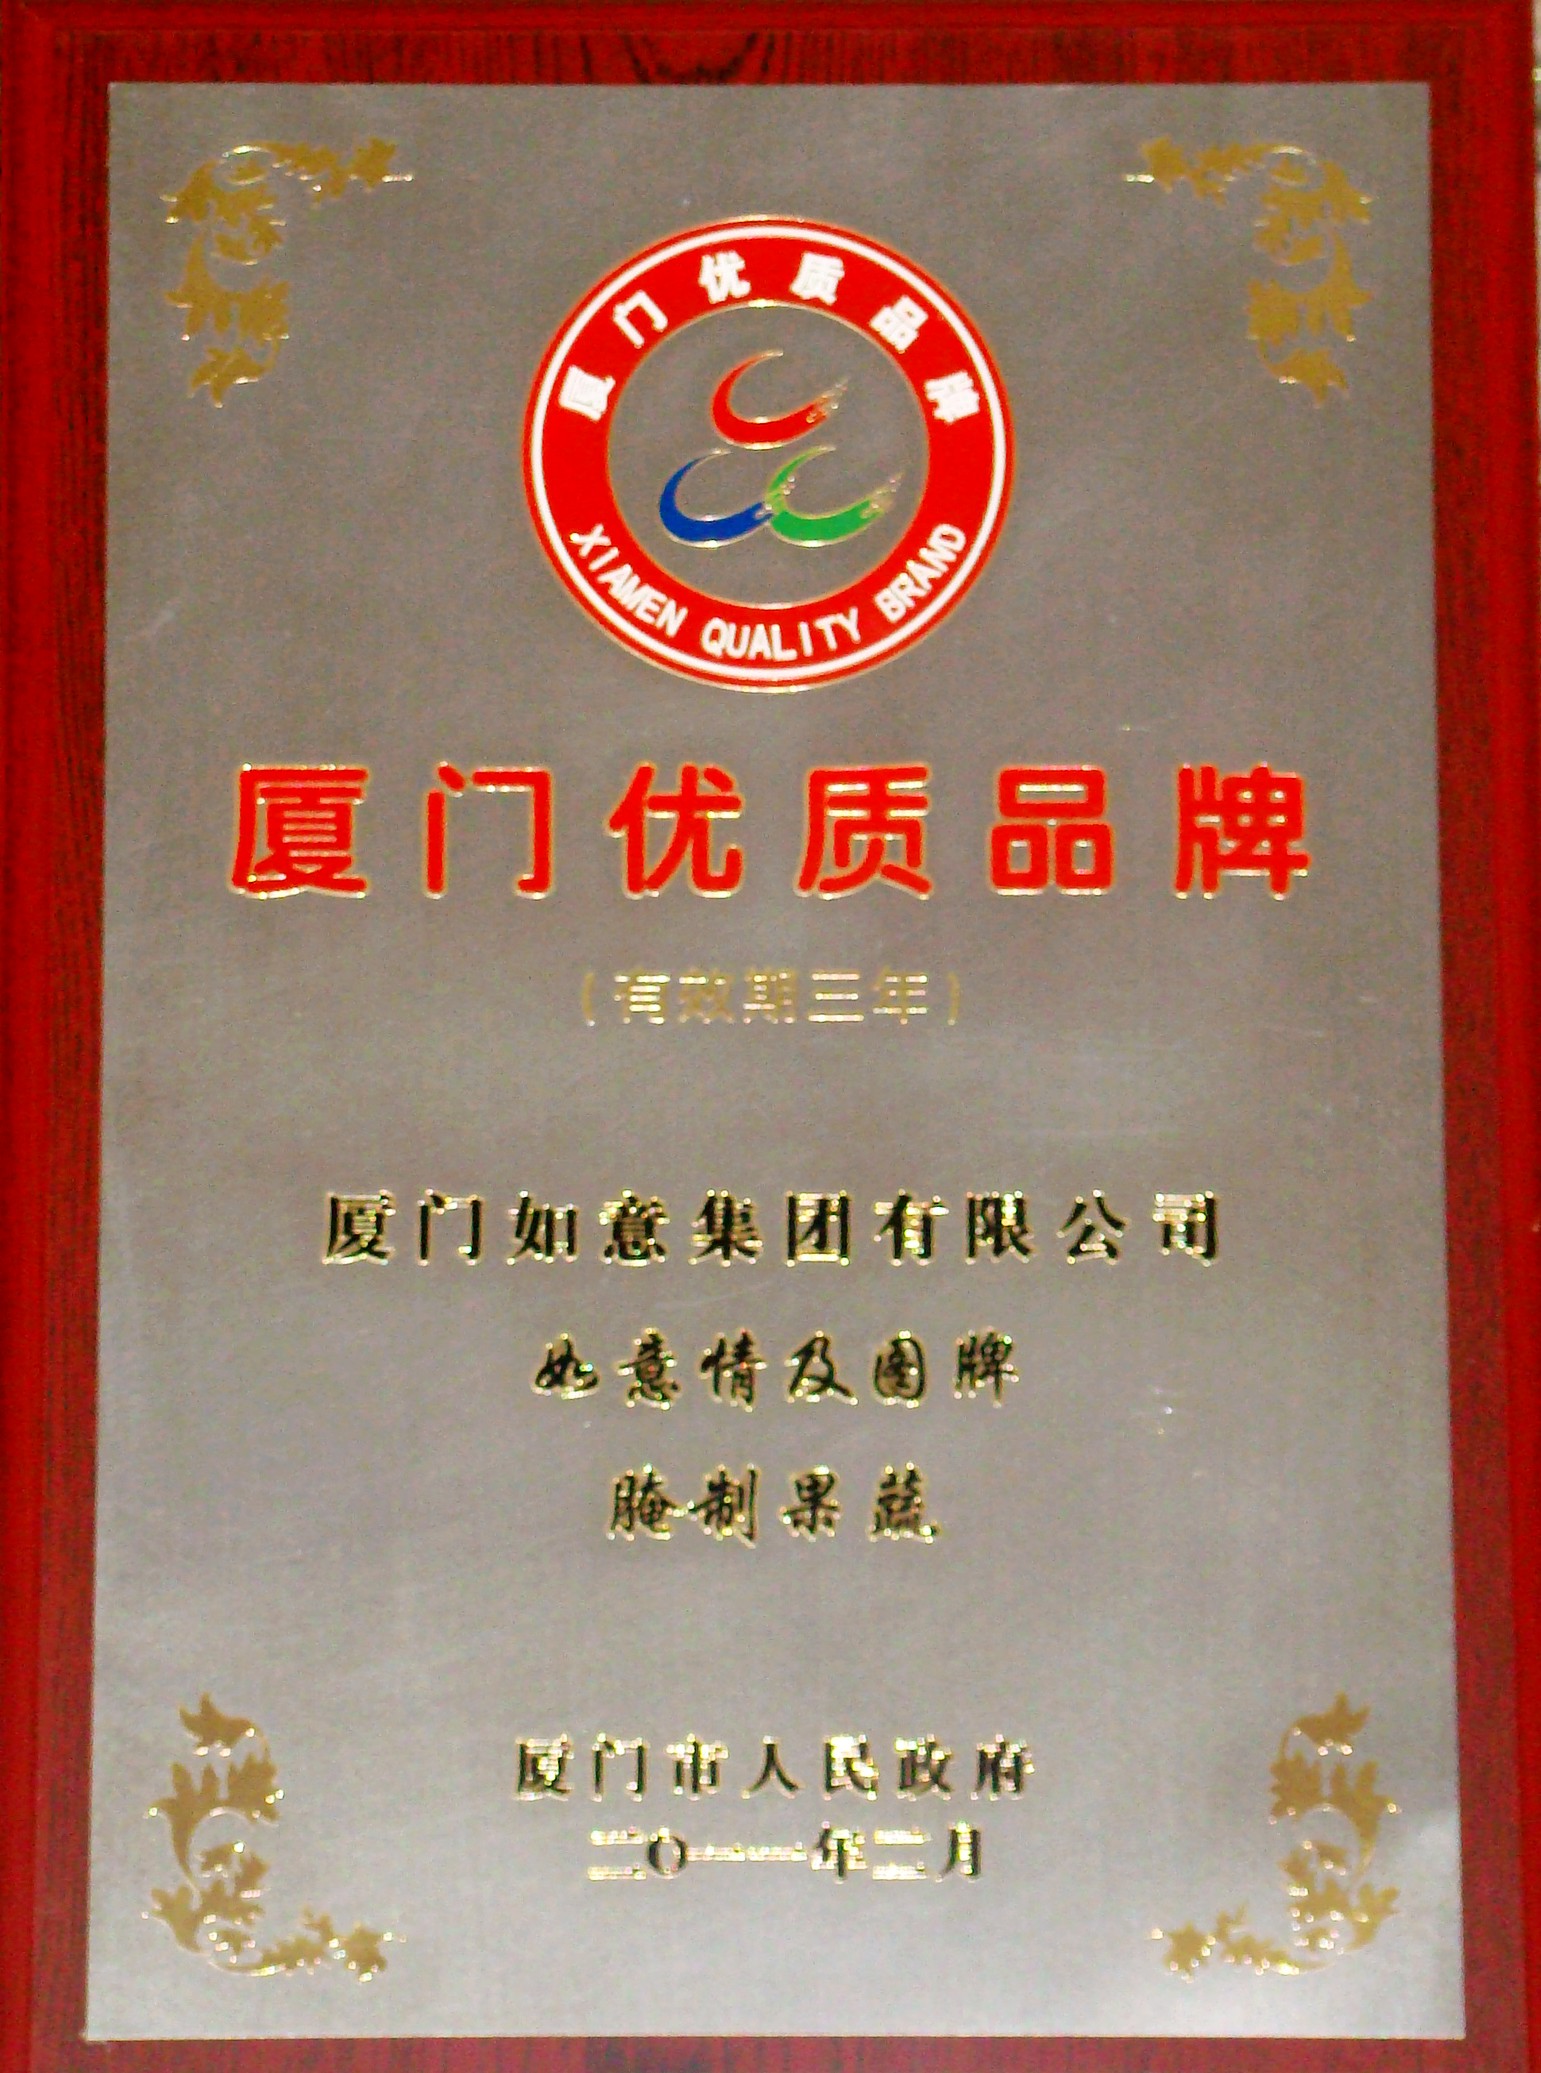 厦门优质品牌
XIAMEN QUALITY BRAND
厦门优质品牌
(有效期三年)
厦门如意集团有限公司
如意情及图牌
腌制果蔬
厦门市人民政府
二0一一年二月